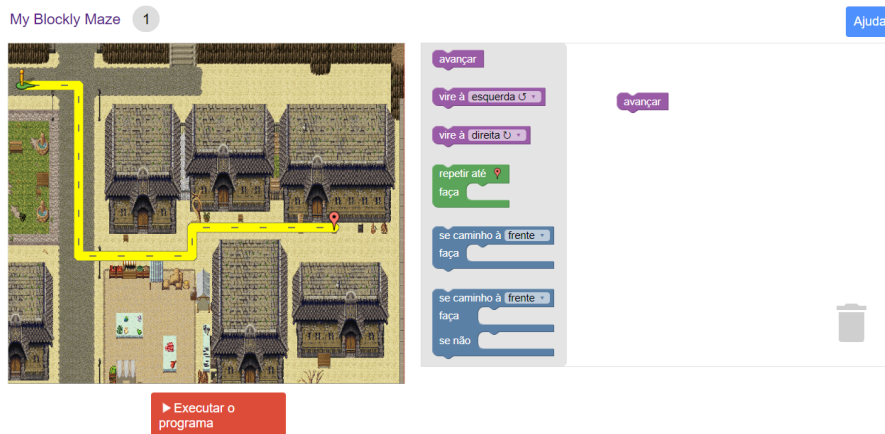 My Blockly Maze 1
Ajuda
avançar
vire à esquerda ↺
vire à direita ↻
repetir até
faça
se caminho à frente
faça
se caminho à frente
faça
se não
avançar
Executar o
programa